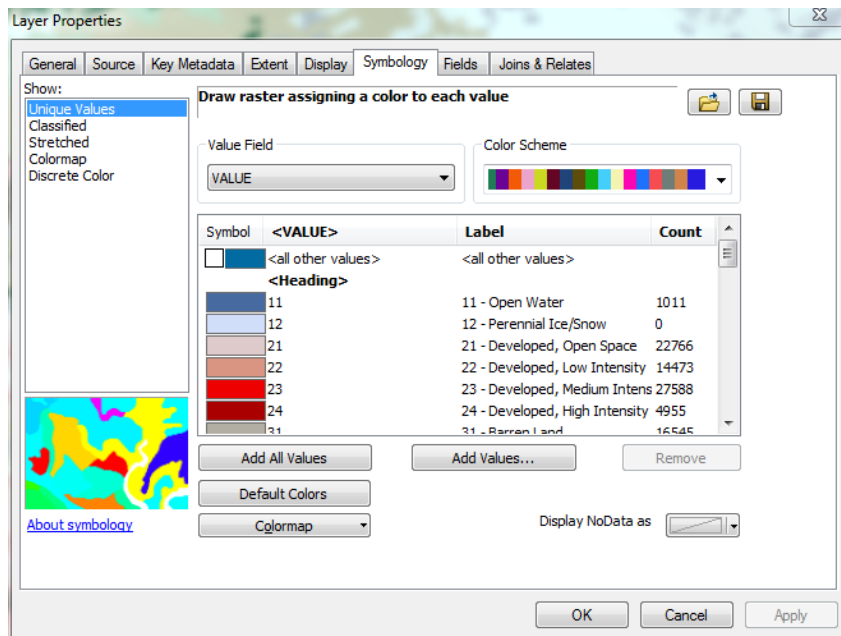 Layer Properties
General Source Key Metadata Extent Display Symbology Fields Joins & Relates
Show:
Unique Values
Classified
Stretched
Colormap
Discrete Color
Draw raster assigning a color to each value
Value Field
VALUE
Color Scheme
Symbol <VALUE> Label Count
<all other values> <all other values>
<Heading>
11 11 - Open Water 1011
12 12 - Perennial Ice/Snow 0
21 21 - Developed, Open Space 22766
22 22 - Developed, Low Intensity 14473
23 23 - Developed, Medium Intens 27588
24 24 - Developed, High Intensity 4955
31 31 - Barren Land 16545
Add All Values Add Values... Remove
Default Colors
Colormap
Display NoData as
About symbology
OK Cancel Apply